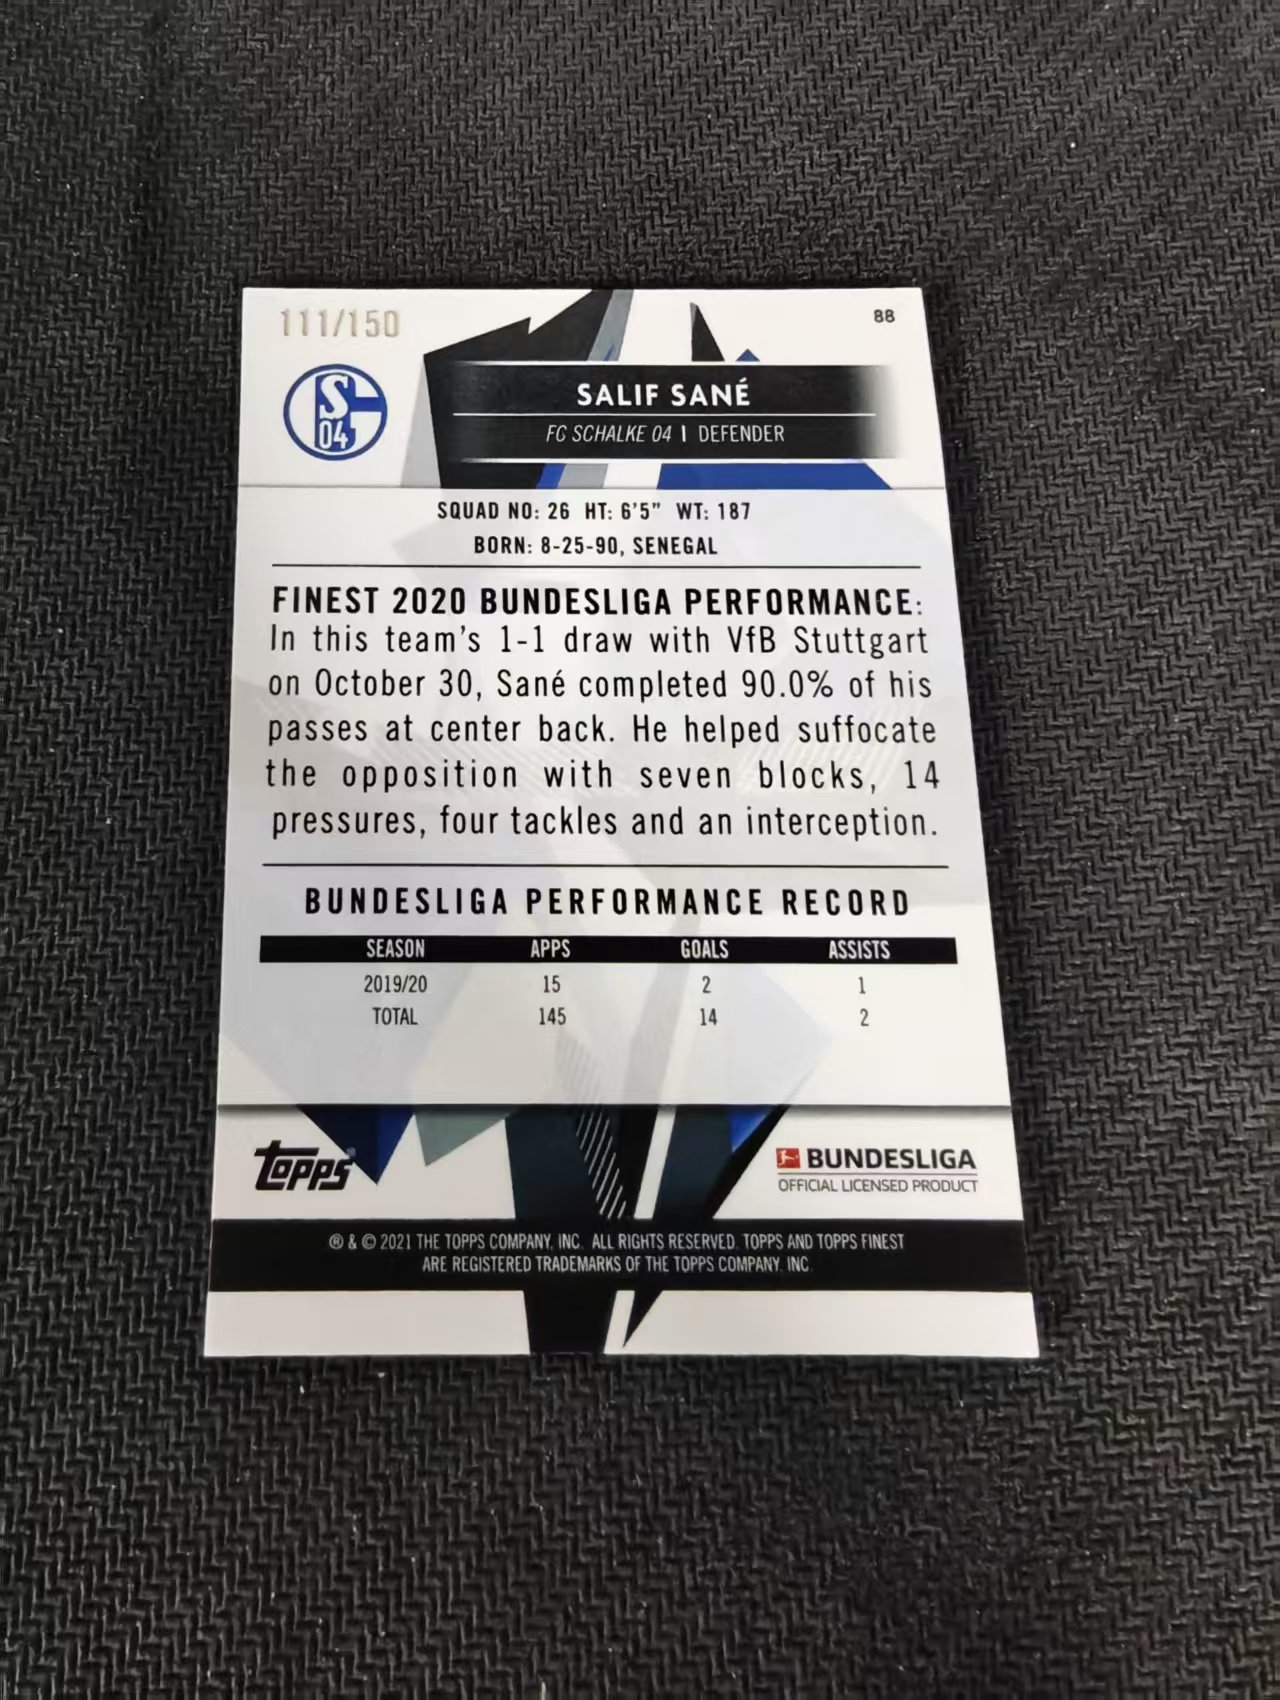 111/150
88
S
04
SALIF SANÉ
FC SCHALKE 04 | DEFENDER
SQUAD NO: 26 HT: 6'5" WT: 187
BORN: 8-25-90, SENEGAL
FINEST 2020 BUNDESLIGA PERFORMANCE:
In this team's 1-1 draw with VfB Stuttgart
on October 30, Sané completed 90.0% of his
passes at center back. He helped suffocate
the opposition with seven blocks, 14
pressures, four tackles and an interception.
BUNDESLIGA PERFORMANCE RECORD
SEASON APPS GOALS ASSISTS
2019/20 15 2 1
TOTAL 145 14 2
topps®
BUNDESLIGA
OFFICIAL LICENSED PRODUCT
® & © 2021 THE TOPPS COMPANY, INC. ALL RIGHTS RESERVED. TOPPS AND TOPPS FINEST
ARE REGISTERED TRADEMARKS OF THE TOPPS COMPANY, INC.